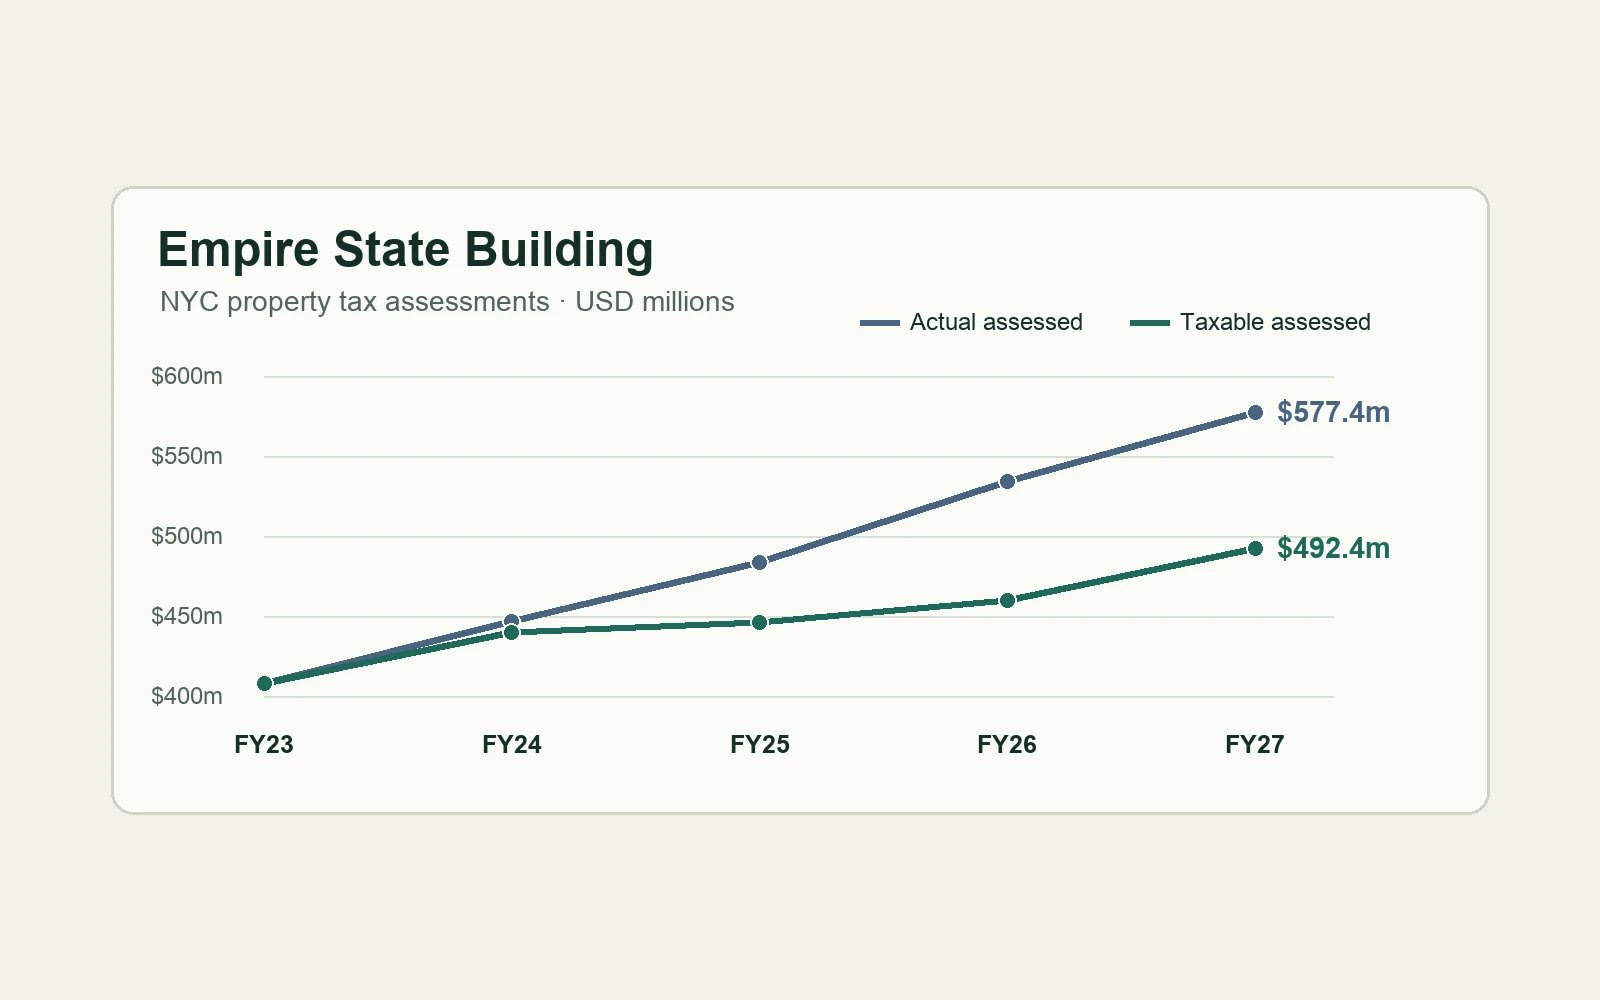 Empire State Building
NYC property tax assessments · USD millions
Actual assessed
Taxable assessed
$600m
$577.4m
$550m
$500m
$492.4m
$450m
$400m
FY23
FY24
FY25
FY26
FY27